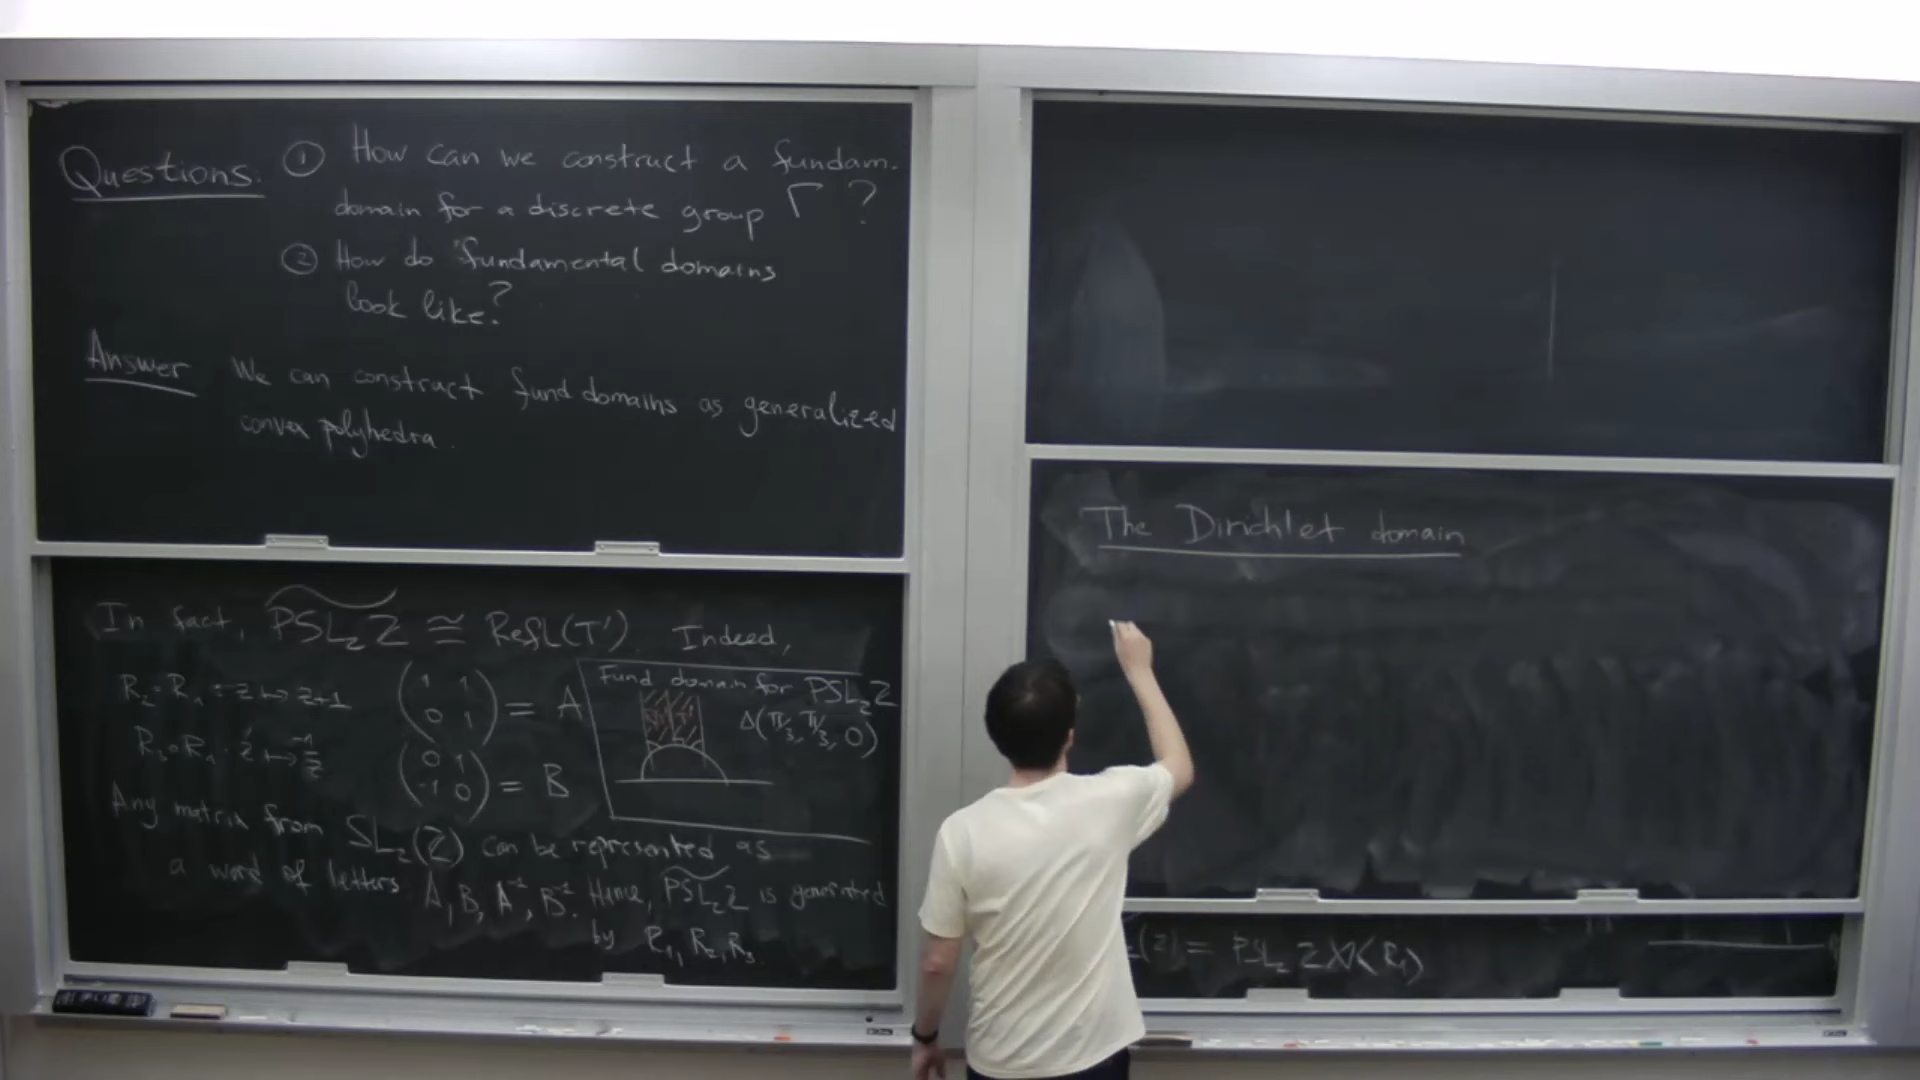 Questions. ① How can we construct a fundam.
domain for a discrete group Γ ?
② How do fundamental domains
look like?
Answer We can construct fund domains as generalized
convex polyhedra.
In fact, PSL₂Z ≅ Refl(T'). Indeed,
R₂∘R₁ : z ↦ z+1
(1 1
0 1) = A
R₃∘R₁ : z ↦ -1/z
(0 1
-1 0) = B
Fund domain for PSL₂Z
Δ(π/3, π/3, 0)
Any matrix from SL₂(Z) can be represented as
a word of letters A, B, A⁻¹, B⁻¹. Hence, PSL₂Z is generated
by R₁, R₂, R₃.
The Dirichlet domain
(Z) = PSL₂Z⋊⟨R₁⟩